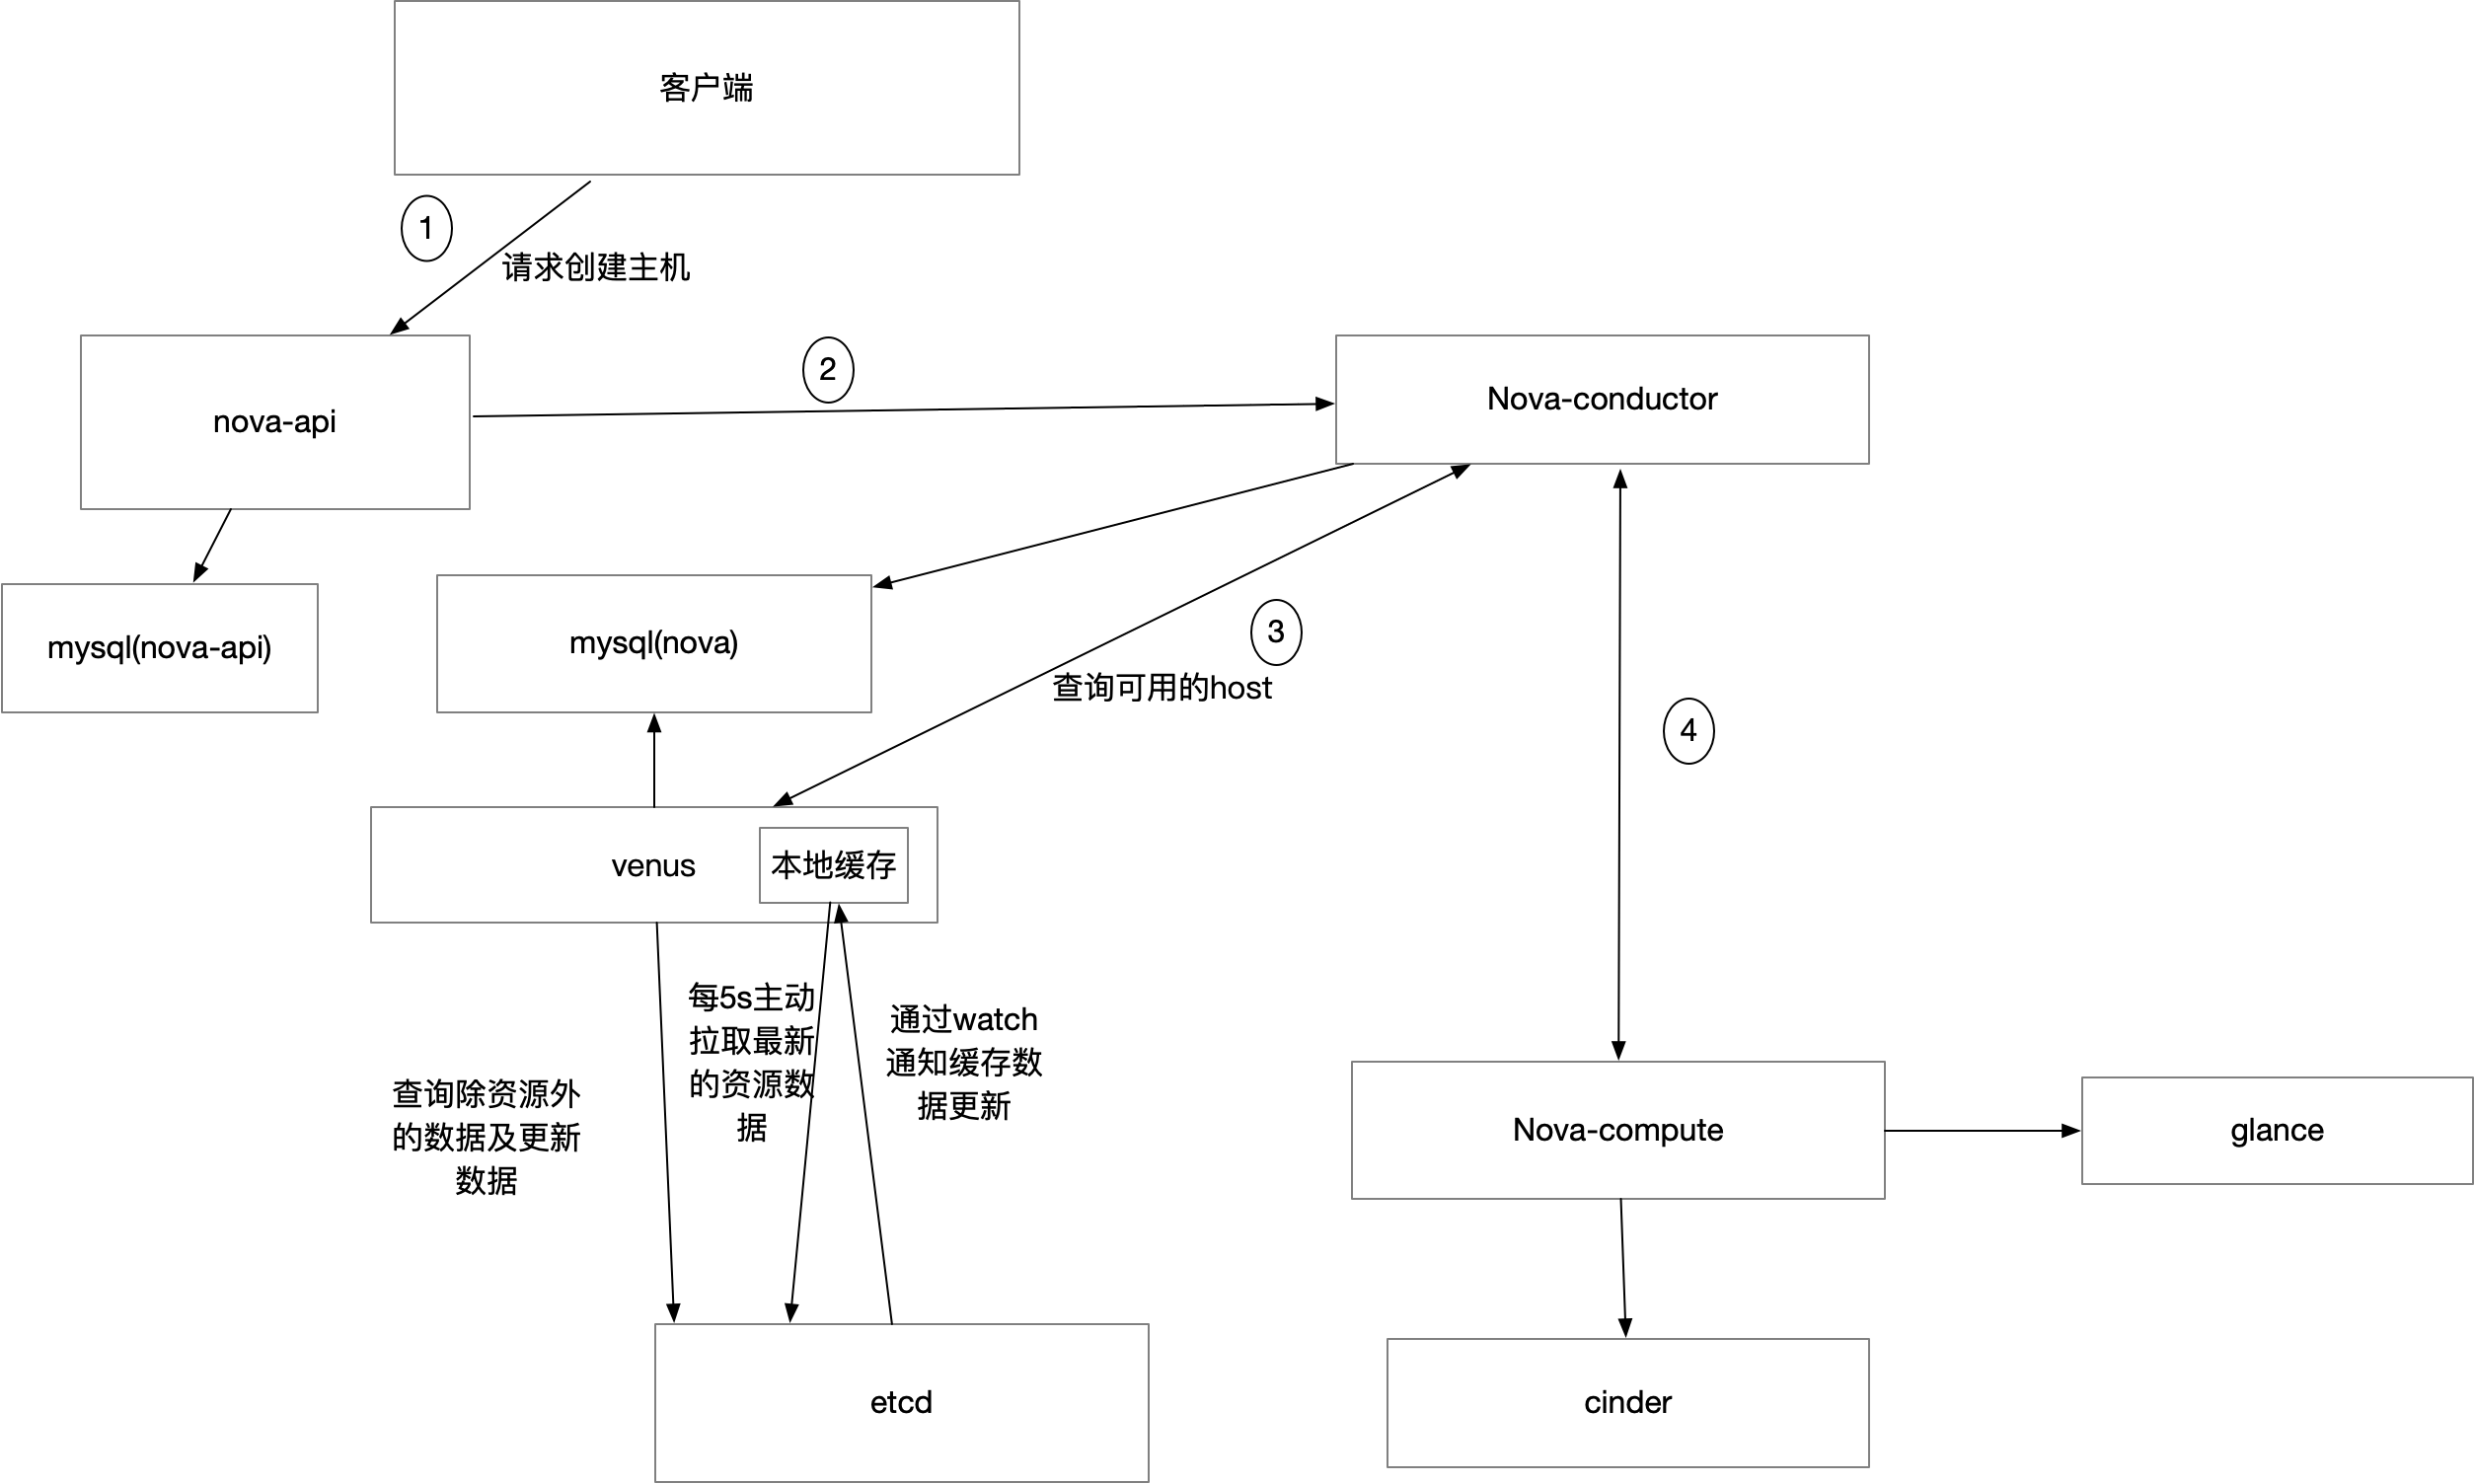 客户端
1
请求创建主机
2
nova-api
Nova-conductor
mysql(nova-api)
mysql(nova)
3
查询可用的host
4
venus
本地缓存
每5s主动
拉取最新
的资源数
据
通过watch
通知缓存数
据更新
查询除资源外
的数据及更新
数据
Nova-compute
glance
etcd
cinder